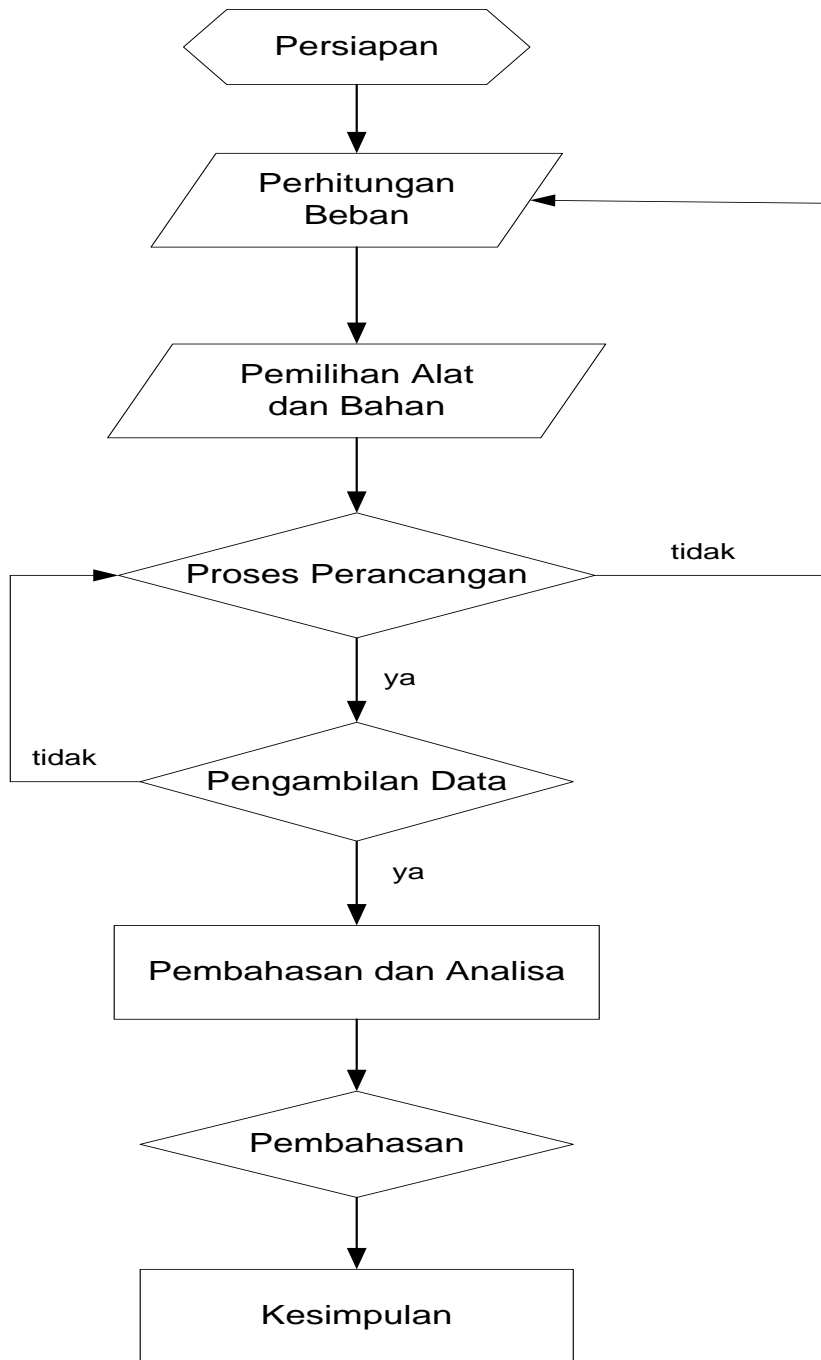 Persiapan
Perhitungan
Beban
Pemilihan Alat
dan Bahan
Proses Perancangan
tidak
ya
tidak
Pengambilan Data
ya
Pembahasan dan Analisa
Pembahasan
Kesimpulan